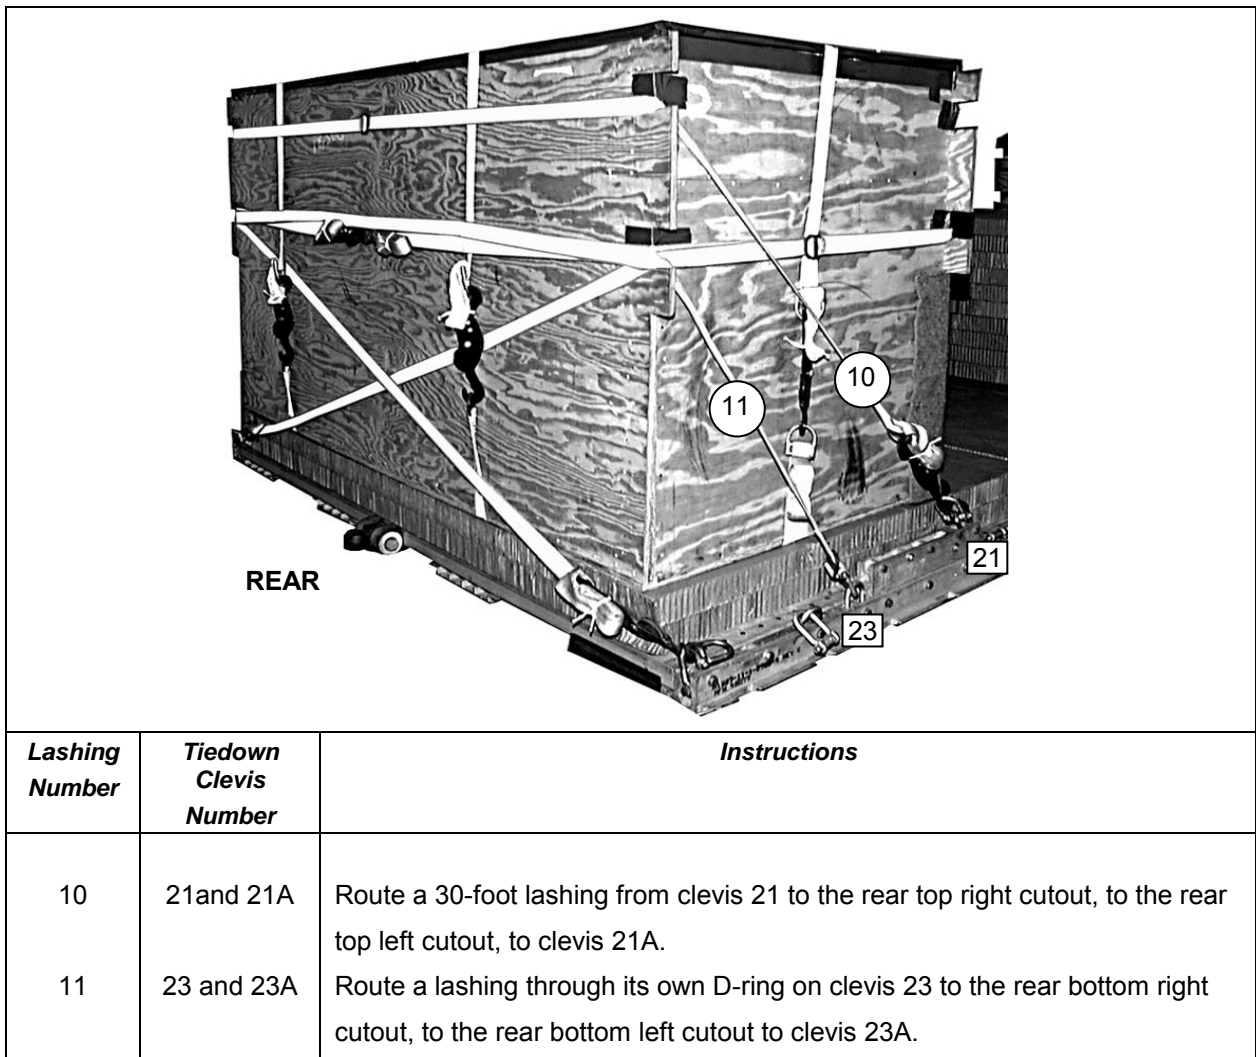 10
11
21
23
REAR
Lashing Number
Tiedown Clevis Number
Instructions
10
21and 21A
Route a 30-foot lashing from clevis 21 to the rear top right cutout, to the rear
top left cutout, to clevis 21A.
11
23 and 23A
Route a lashing through its own D-ring on clevis 23 to the rear bottom right
cutout, to the rear bottom left cutout to clevis 23A.